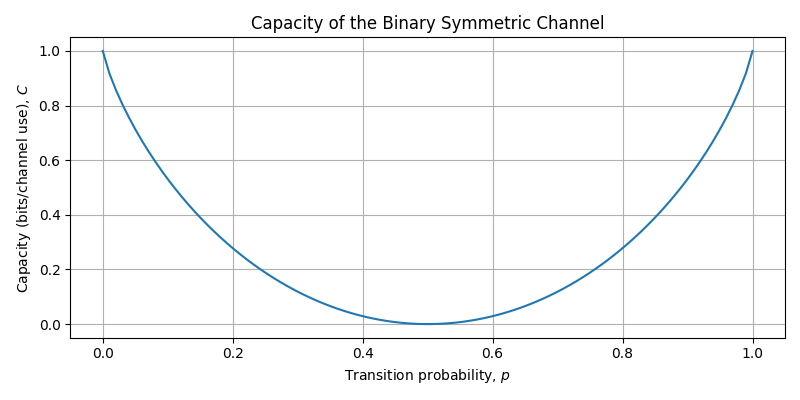 Capacity of the Binary Symmetric Channel
Capacity (bits/channel use), C
1.0
0.8
0.6
0.4
0.2
0.0
0.0 0.2 0.4 0.6 0.8 1.0
Transition probability, p